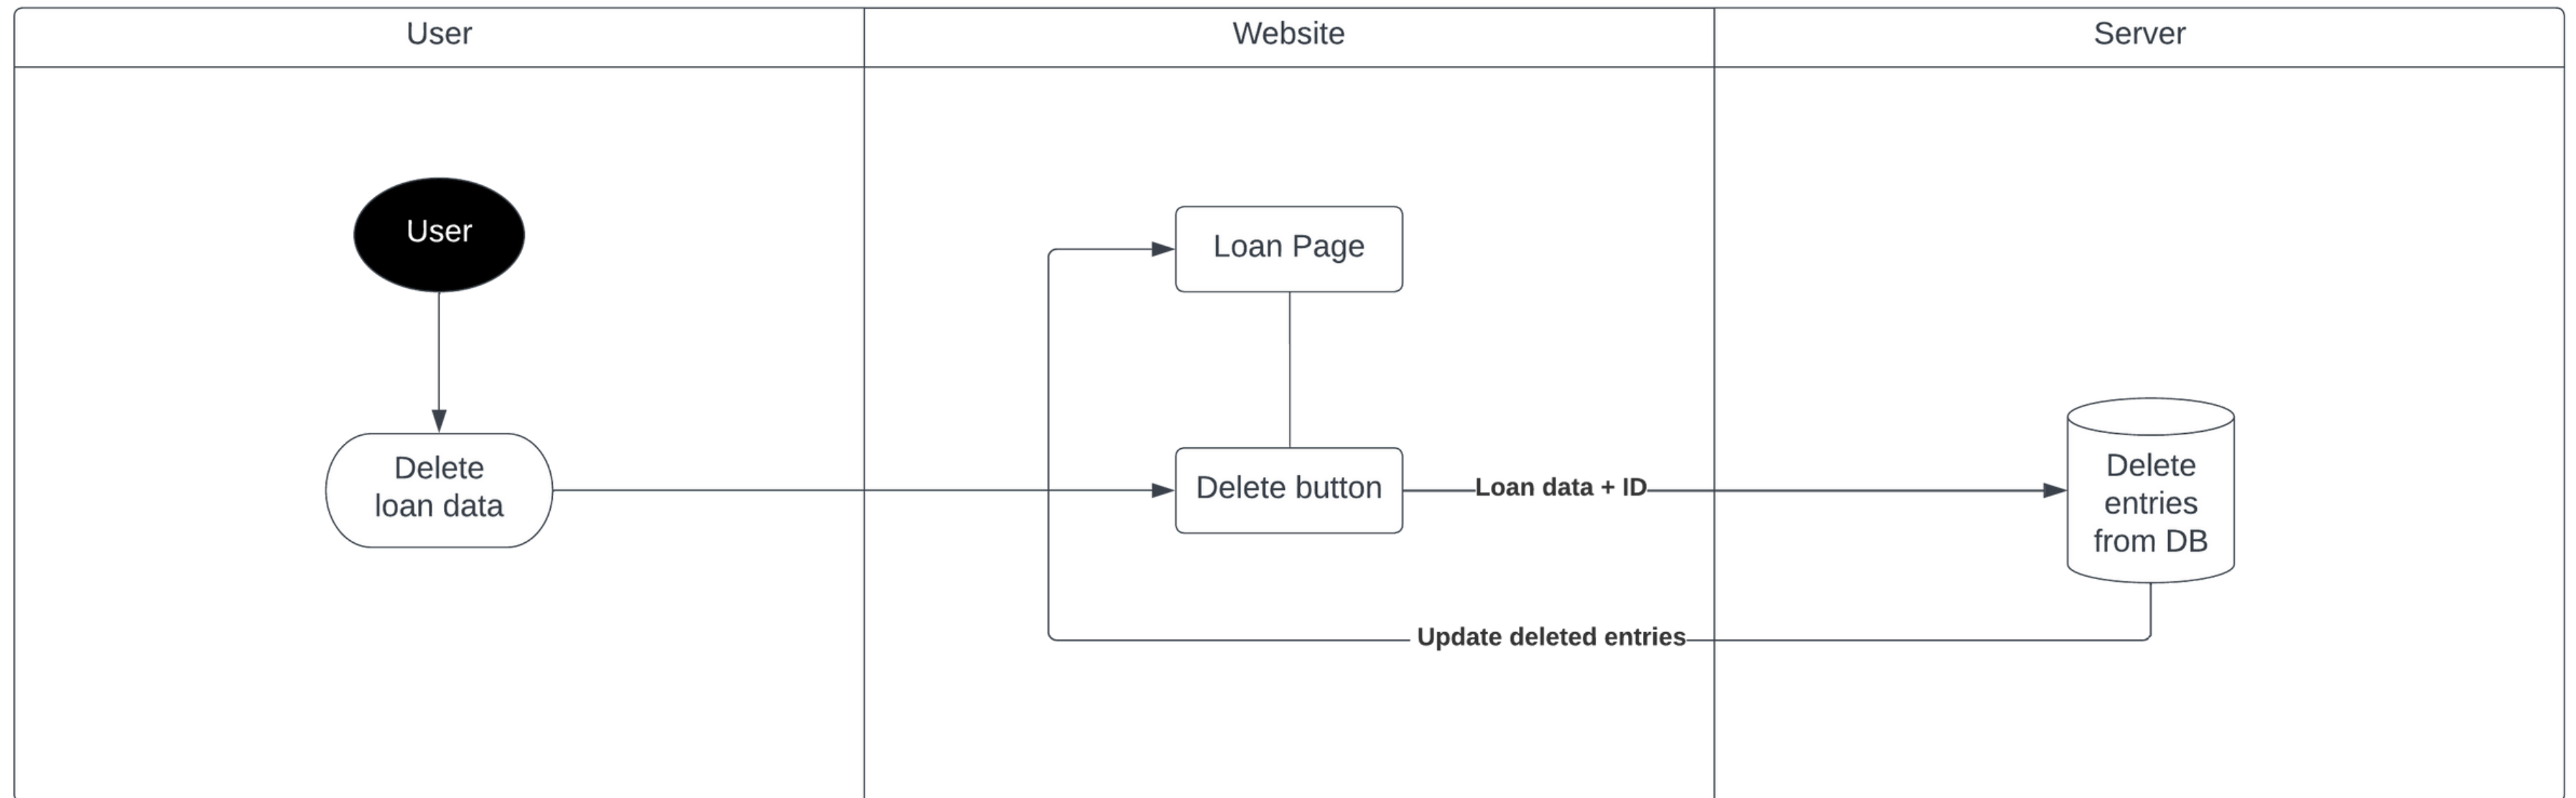 User
Website
Server
User
Loan Page
Delete
loan data
Delete button
Loan data + ID
Delete
entries
from DB
Update deleted entries